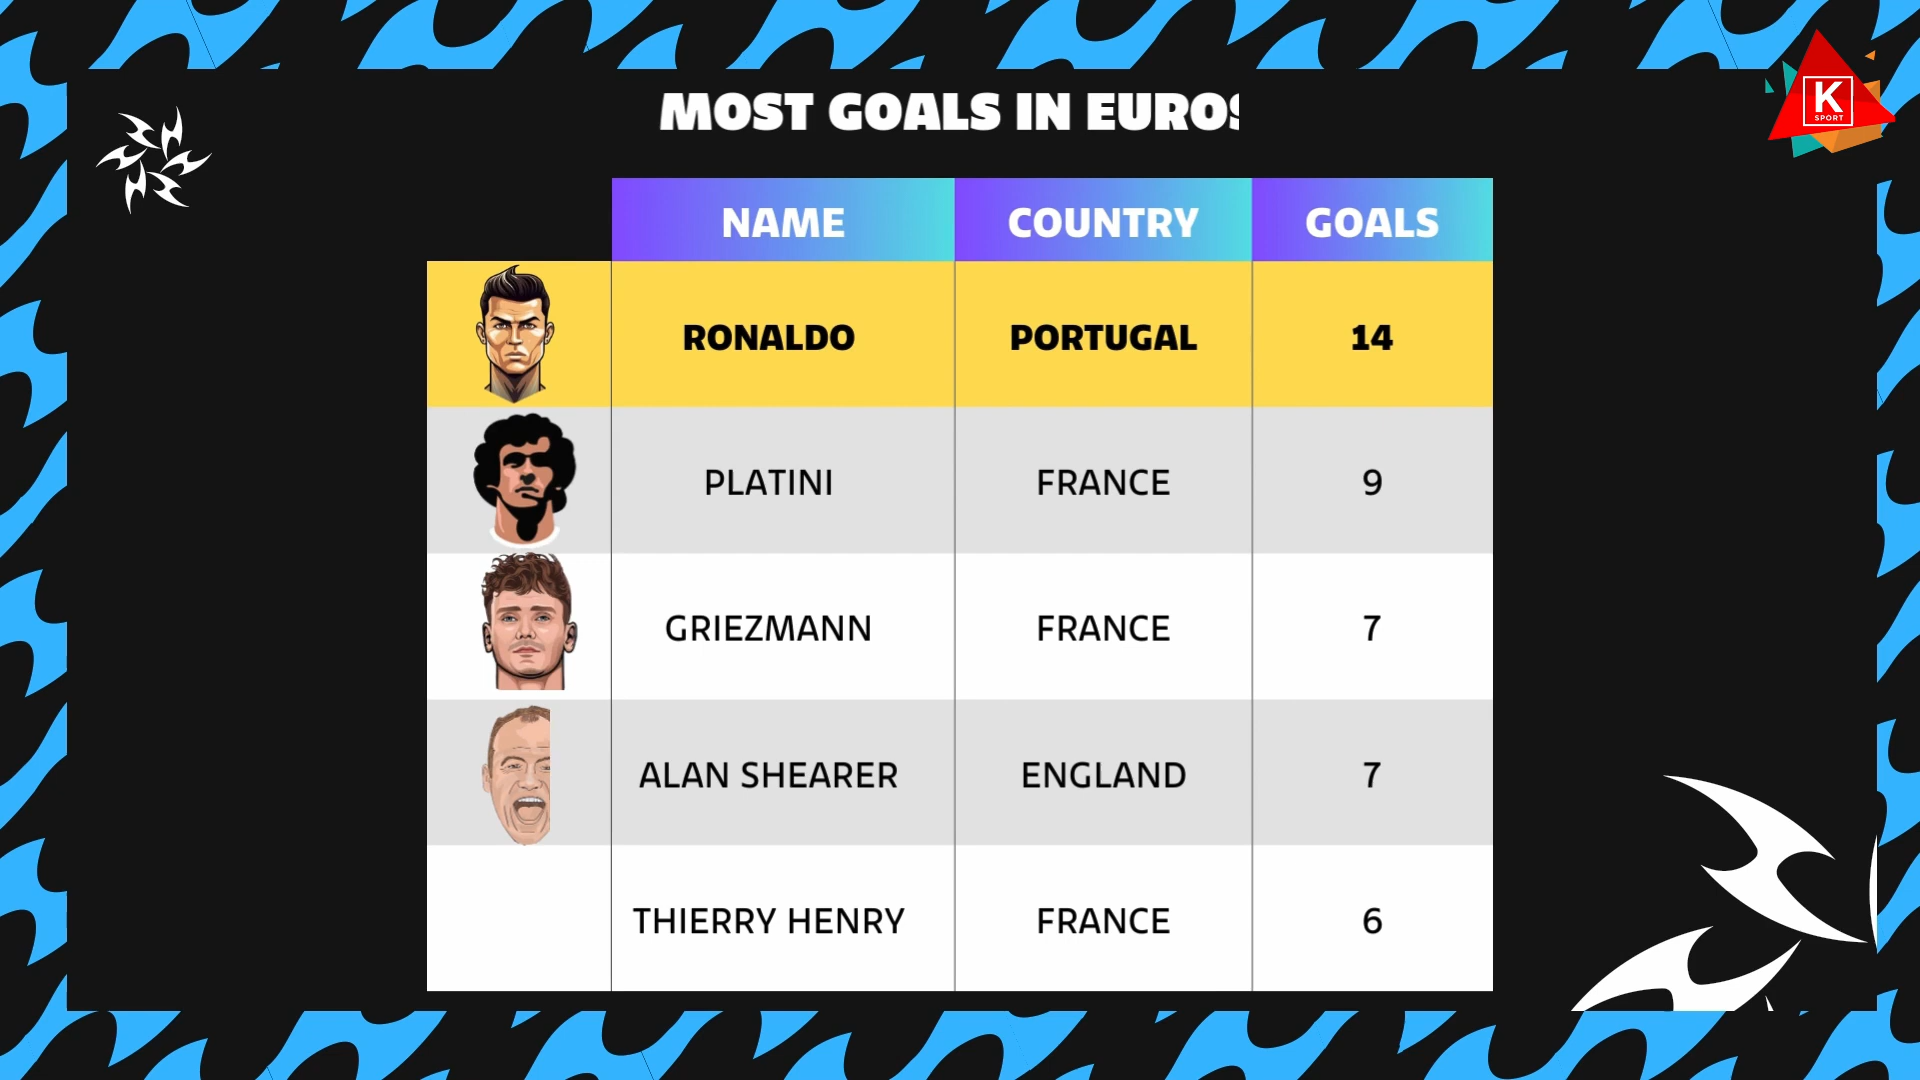 MOST GOALS IN EUROS
K
SPORT
NAME COUNTRY GOALS
RONALDO PORTUGAL 14
PLATINI FRANCE 9
GRIEZMANN FRANCE 7
ALAN SHEARER ENGLAND 7
THIERRY HENRY FRANCE 6